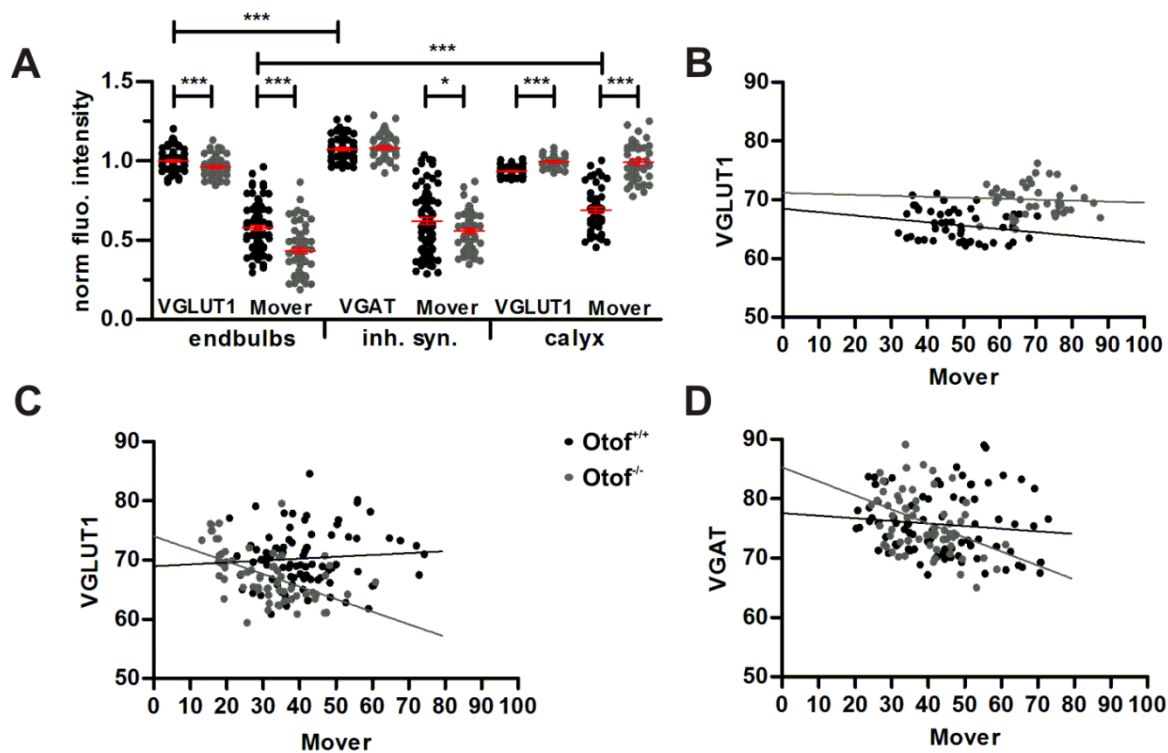 ***
***
A
*** *** * *** ***
norm fluo. intensity
1.5
1.0
0.5
0.0
VGLUT1 Mover VGAT Mover VGLUT1 Mover
endbulbs inh. syn. calyx
B
VGLUT1
90
80
70
60
50
0 10 20 30 40 50 60 70 80 90 100
Mover
C
VGLUT1
90
80
70
60
50
0 10 20 30 40 50 60 70 80 90 100
Mover
Otof+/+
Otof-/-
D
VGAT
90
80
70
60
50
0 10 20 30 40 50 60 70 80 90 100
Mover